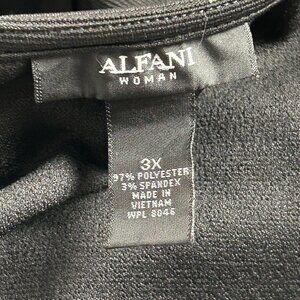 ALFANI
WOMAN
3X
97% POLYESTER
3% SPANDEX
MADE IN
VIETNAM
WPL 8046